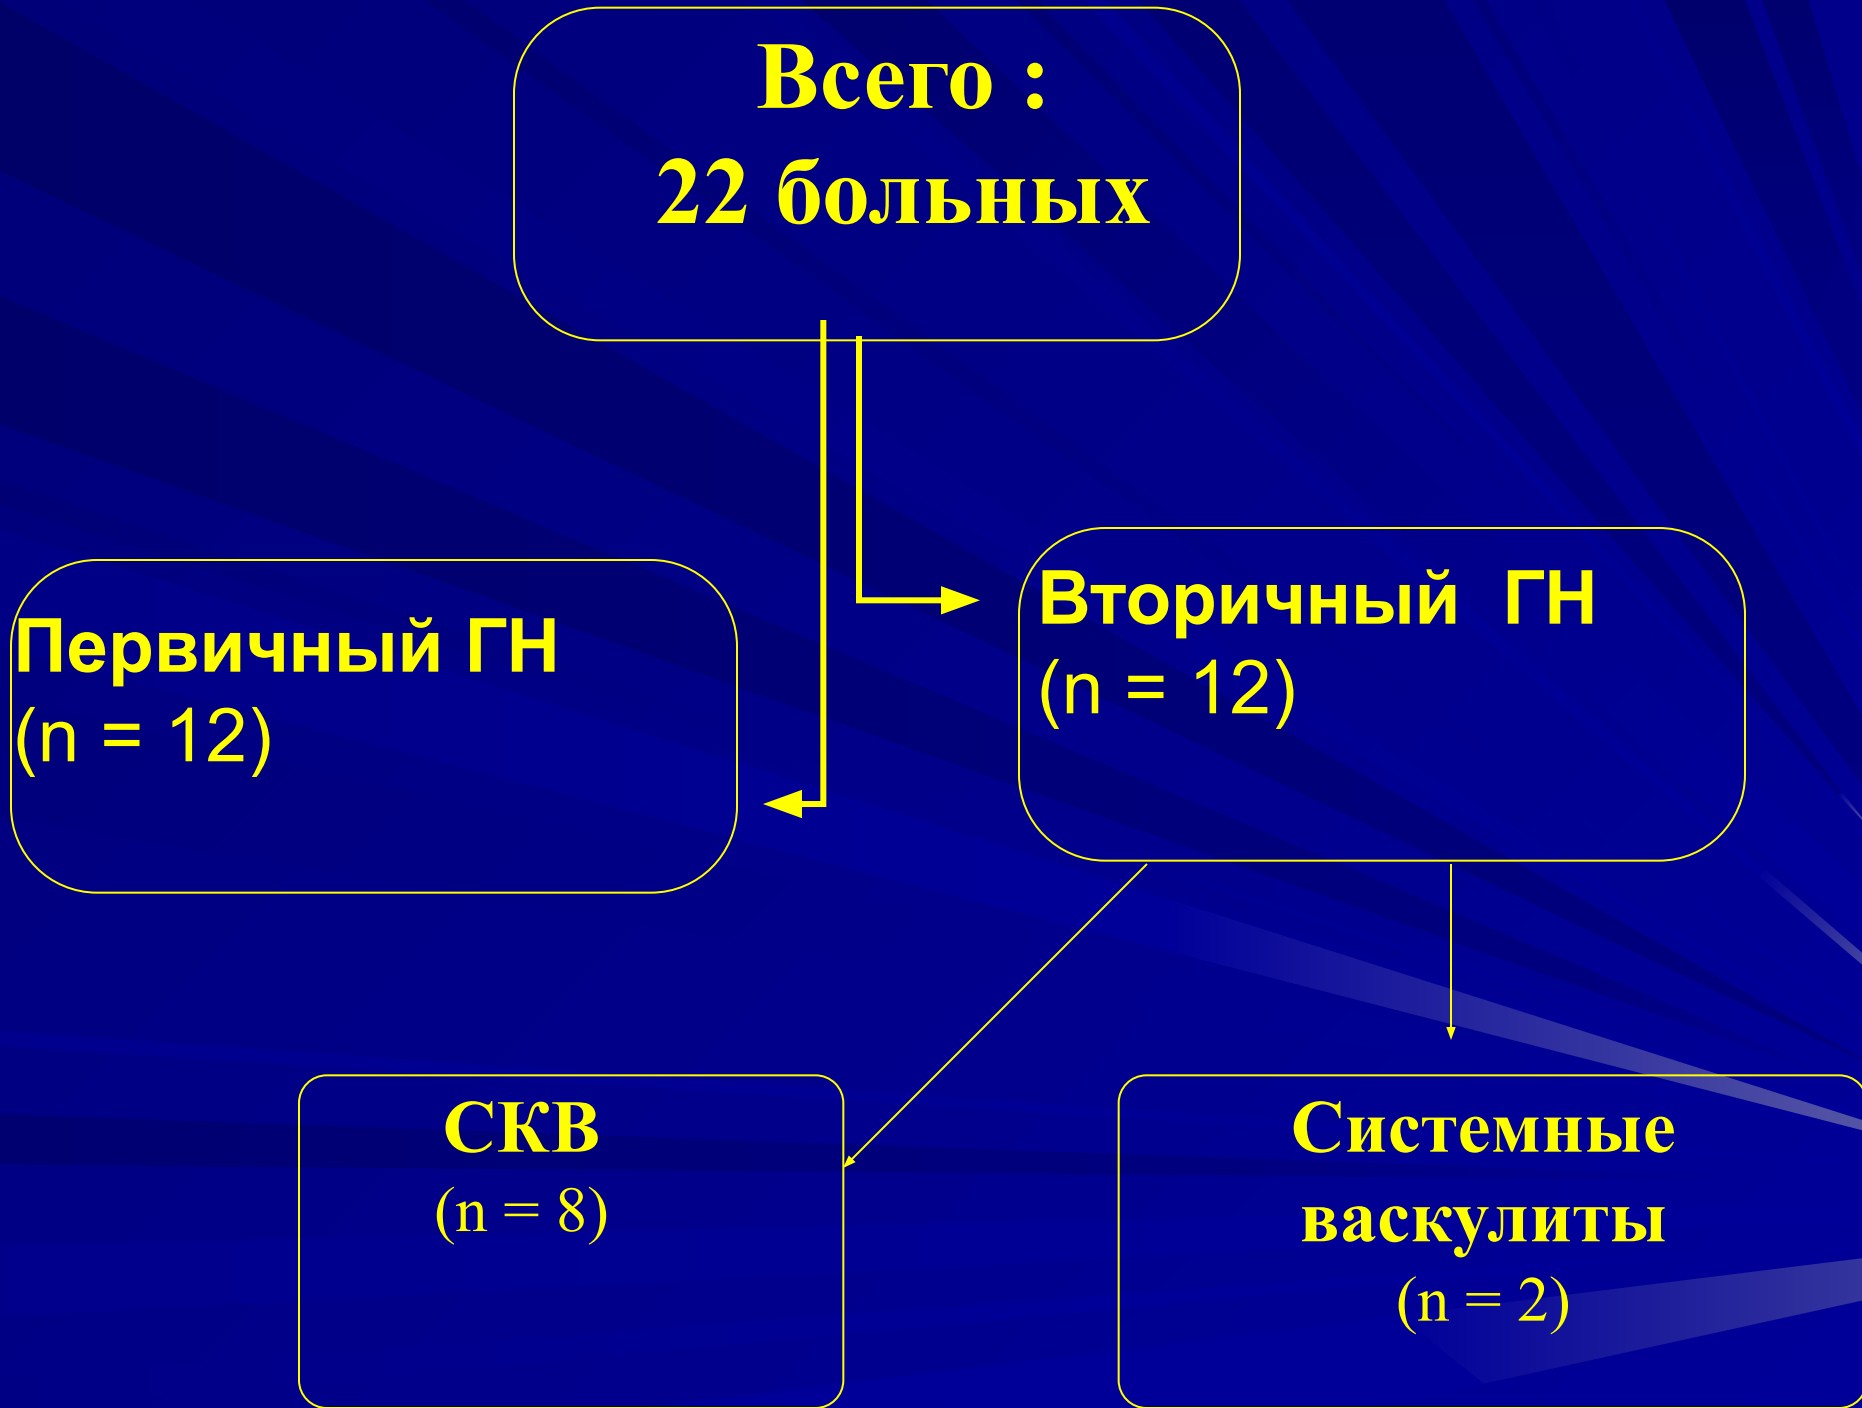 Всего :
22 больных
Первичный ГН
(n = 12)
Вторичный  ГН
(n = 12)
СКВ
(n = 8)
Системные
васкулиты
(n = 2)